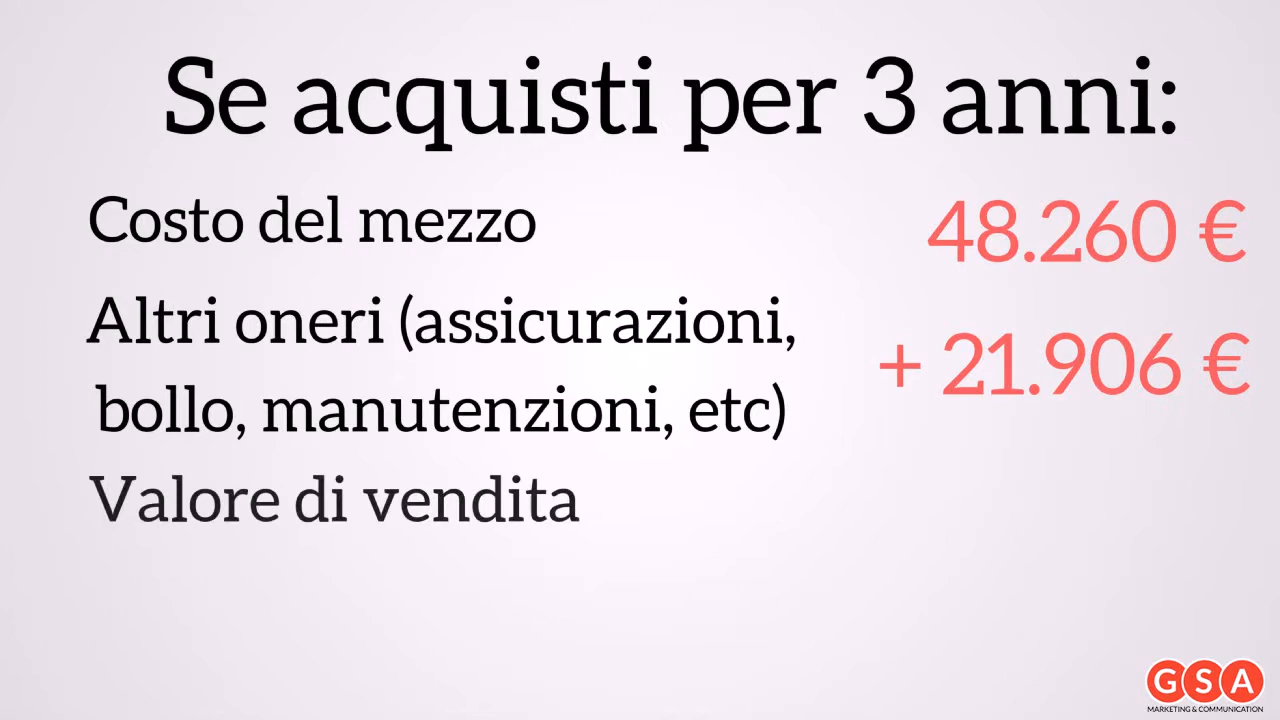 Se acquisti per 3 anni:
Costo del mezzo 48.260 €
Altri oneri (assicurazioni,
+ 21.906 €
bollo, manutenzioni, etc)
Valore di vendita
GSA
MARKETING & COMMUNICATION